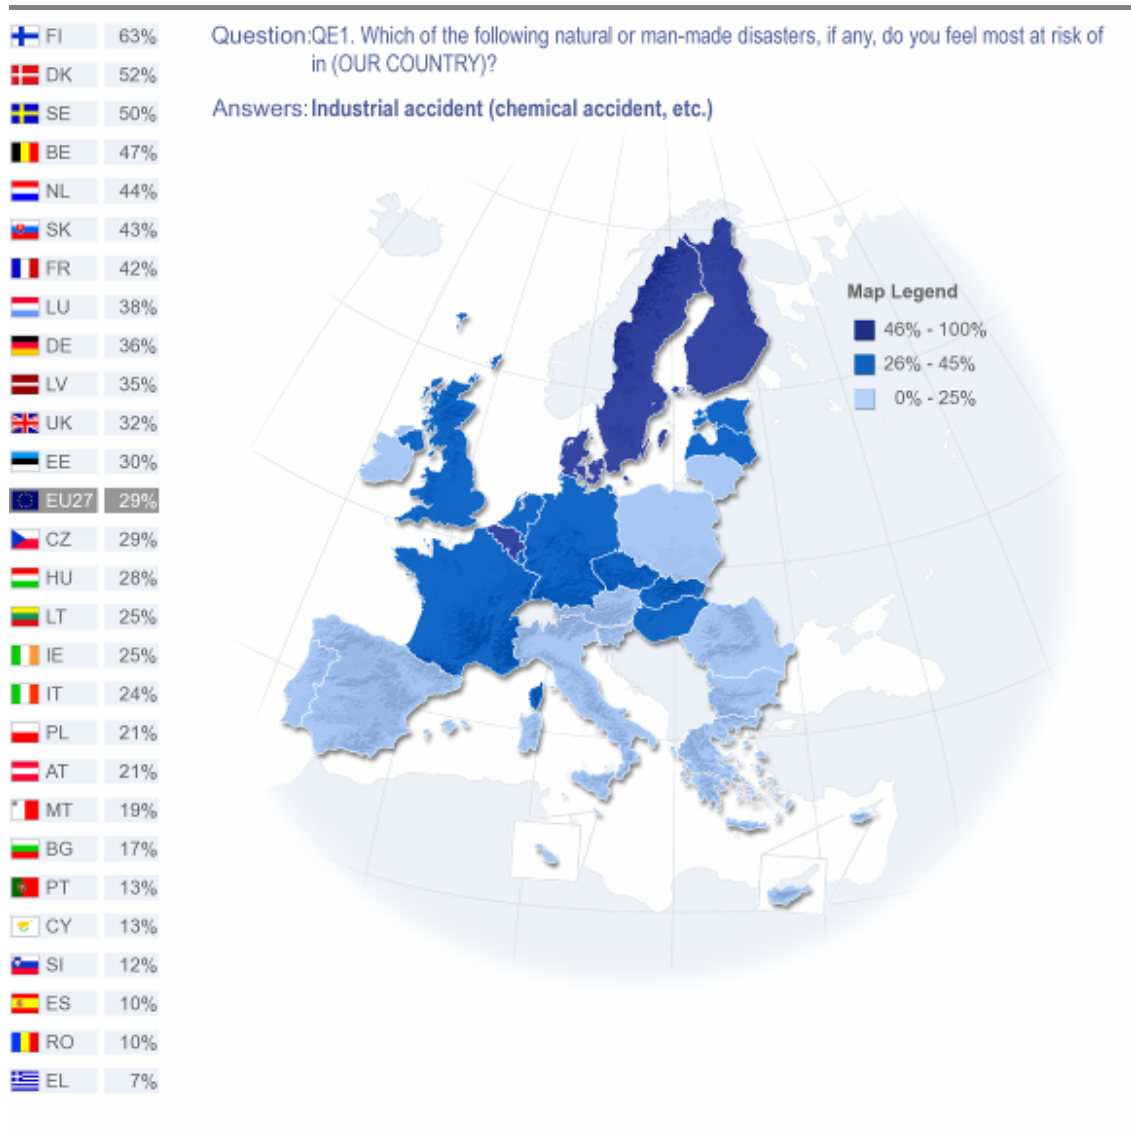 FI 63%
DK 52%
SE 50%
BE 47%
NL 44%
SK 43%
FR 42%
LU 38%
DE 36%
LV 35%
UK 32%
EE 30%
EU27 29%
CZ 29%
HU 28%
LT 25%
IE 25%
IT 24%
PL 21%
AT 21%
MT 19%
BG 17%
PT 13%
CY 13%
SI 12%
ES 10%
RO 10%
EL 7%
Question:QE1. Which of the following natural or man-made disasters, if any, do you feel most at risk of
in (OUR COUNTRY)?
Answers: Industrial accident (chemical accident, etc.)
Map Legend
46% - 100%
26% - 45%
0% - 25%